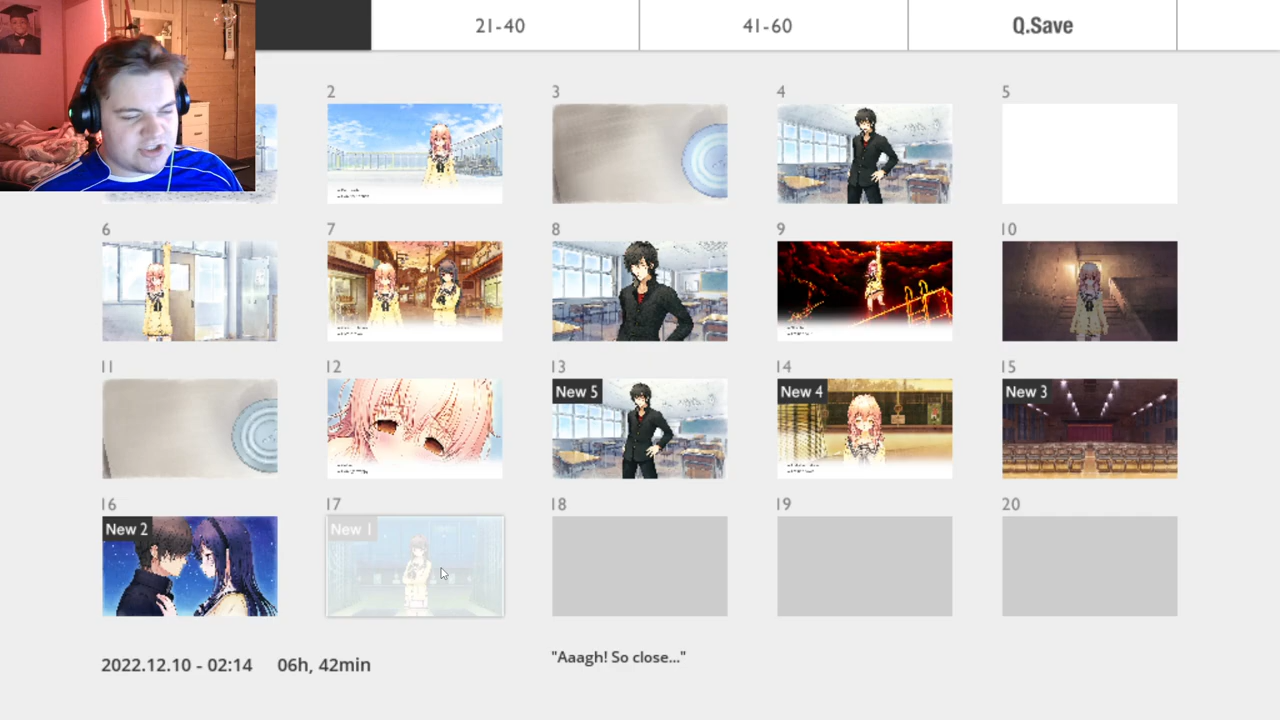 21-40 41-60 Q.Save
2 3 4 5
6 7 8 9 10
11 12 13 14 15
New 5 New 4 New 3
16 17 18 19 20
New 2 New 1
2022.12.10 - 02:14 06h, 42min "Aaagh! So close..."